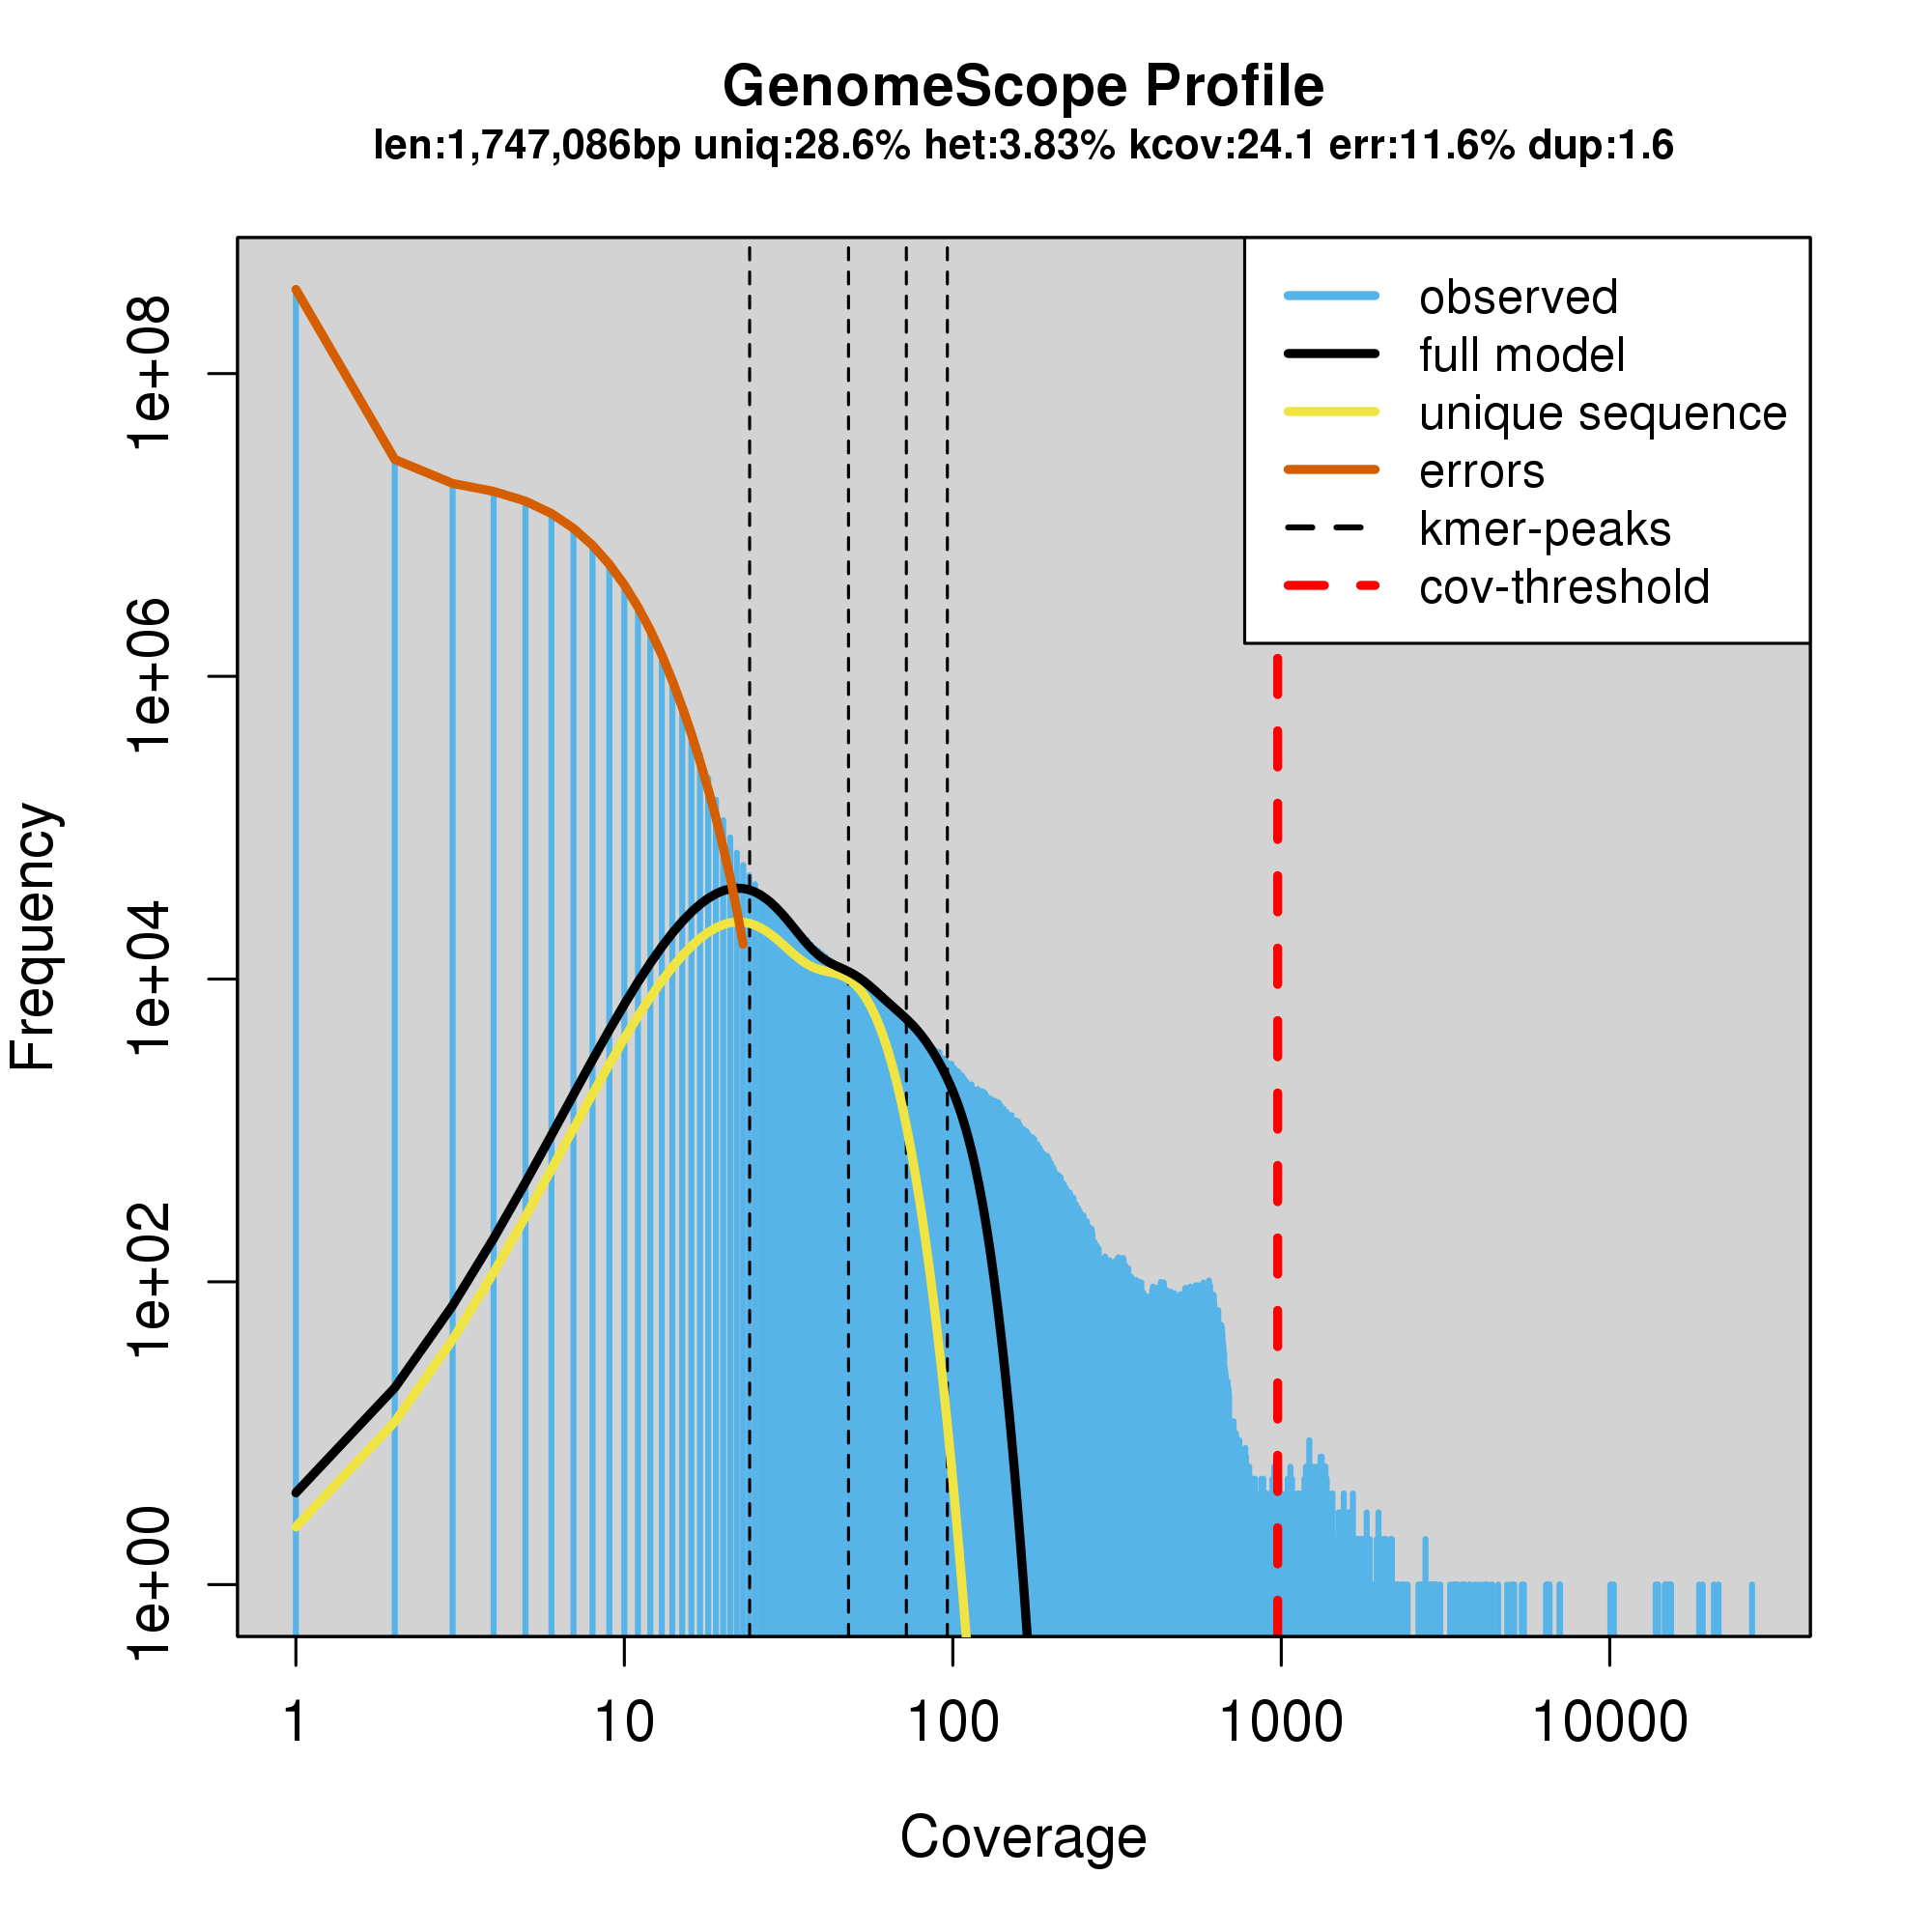 GenomeScope Profile
len:1,747,086bp uniq:28.6% het:3.83% kcov:24.1 err:11.6% dup:1.6
observed
full model
unique sequence
errors
kmer-peaks
cov-threshold
Frequency
1e+08
1e+06
1e+04
1e+02
1e+00
1
10
100
1000
10000
Coverage